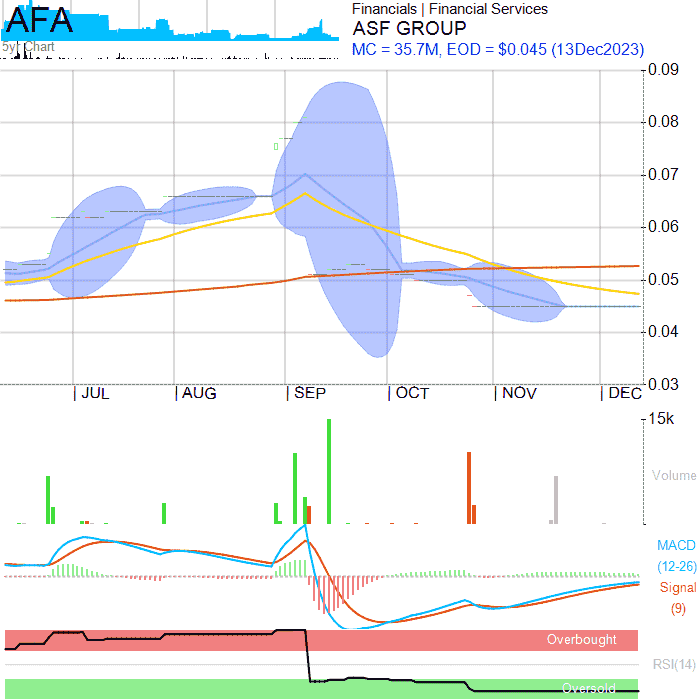 AFA
5yr Chart
Financials | Financial Services
ASF GROUP
MC = 35.7M, EOD = $0.045 (13Dec2023)
0.09
0.08
0.07
0.06
0.05
0.04
0.03
| JUL | AUG | SEP | OCT | NOV | DEC
15k
Volume
MACD
(12-26)
Signal
(9)
Overbought
RSI(14)
Oversold